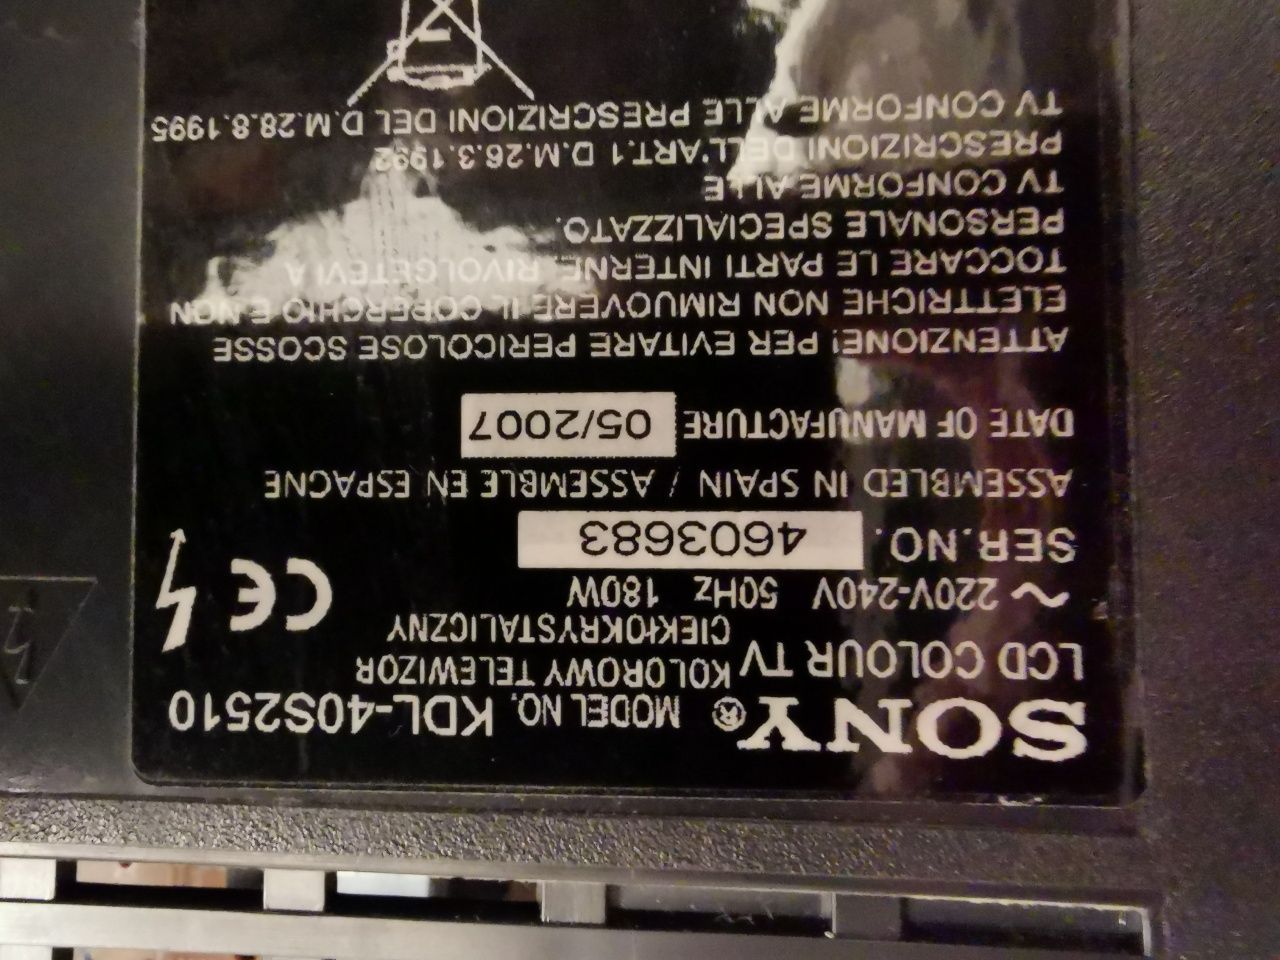 SONY® MODEL NO. KDL-40S2510
LCD COLOUR TV KOLOROWY TELEWIZOR
CIEKŁOKRYSTALICZNY
~ 220V-240V 50Hz 180W
CE
SER.NO. 4603683
ASSEMBLED IN SPAIN / ASSEMBLE EN ESPAGNE
DATE OF MANUFACTURE 05/2007
ATTENZIONE! PER EVITARE PERICOLOSE SCOSSE
ELETTRICHE NON RIMUOVERE IL COPERCHIO E NON
TOCCARE LE PARTI INTERNE. RIVOLGETEVI A
PERSONALE SPECIALIZZATO.
TV CONFORME ALLE
PRESCRIZIONI DELL'ART.1 D.M.26.3.1992
TV CONFORME ALLE PRESCRIZIONI DEL D.M.28.8.1995